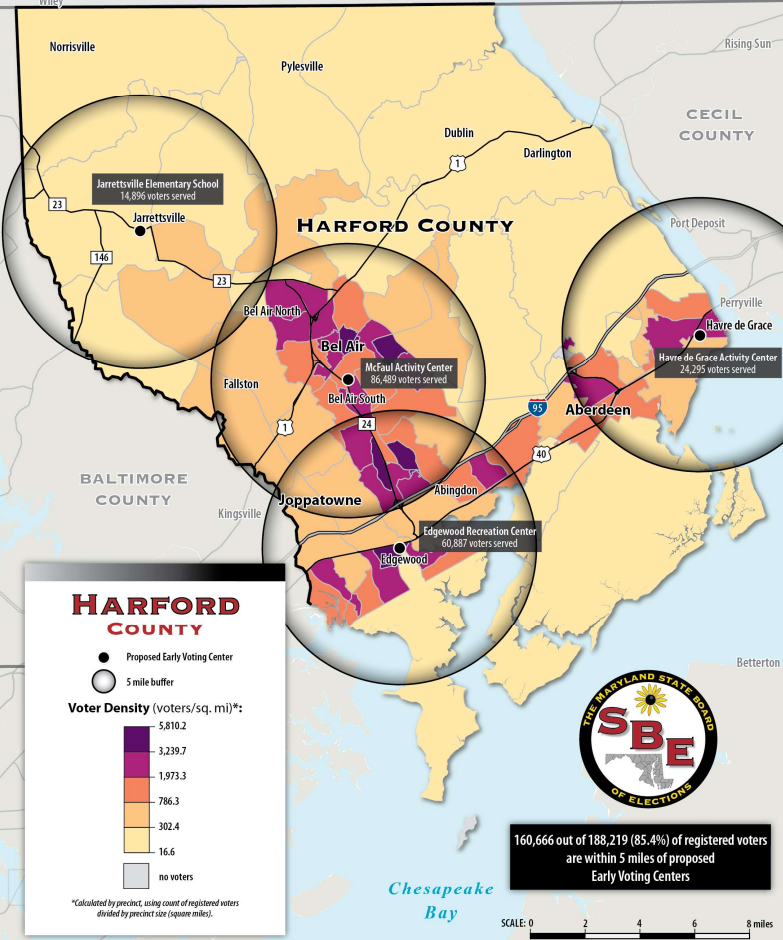 Wiley
Norrisville
Pylesville
Rising Sun
CECIL
COUNTY
Dublin
Darlington
1
Jarrettsville Elementary School
14,896 voters served
23
Jarrettsville
HARFORD COUNTY
Port Deposit
146
23
Perryville
Bel Air North
Havre de Grace
Bel Air
Havre de Grace Activity Center
24,295 voters served
McFaul Activity Center
86,489 voters served
Fallston
Bel Air South
95
Aberdeen
24
1
40
BALTIMORE
COUNTY
Joppatowne
Abingdon
Kingsville
Edgewood Recreation Center
60,887 voters served
Edgewood
HARFORD
COUNTY
Proposed Early Voting Center
5 mile buffer
Voter Density (voters/sq. mi)*:
5,810.2
3,239.7
1,973.3
786.3
302.4
16.6
no voters
*Calculated by precinct, using count of registered voters
divided by precinct size (square miles).
Betterton
THE MARYLAND STATE BOARD
SBE
OF ELECTIONS
160,666 out of 188,219 (85.4%) of registered voters
are within 5 miles of proposed
Early Voting Centers
Chesapeake
Bay
SCALE: 0 2 4 6 8 miles